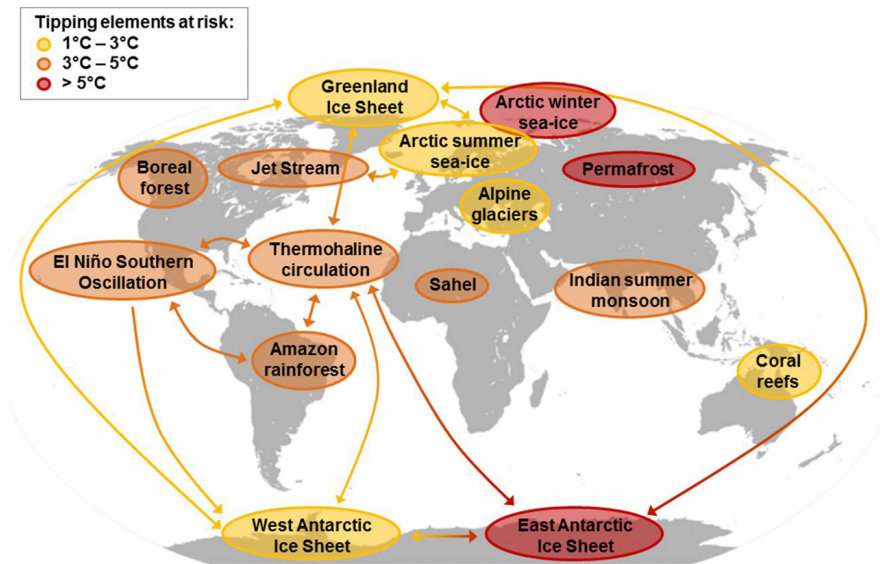 Tipping elements at risk:
1°C – 3°C
3°C – 5°C
> 5°C
Greenland
Ice Sheet
Arctic winter
sea-ice
Arctic summer
sea-ice
Boreal
forest
Jet Stream
Permafrost
Alpine
glaciers
El Niño Southern
Oscillation
Thermohaline
circulation
Sahel
Indian summer
monsoon
Amazon
rainforest
Coral
reefs
West Antarctic
Ice Sheet
East Antarctic
Ice Sheet